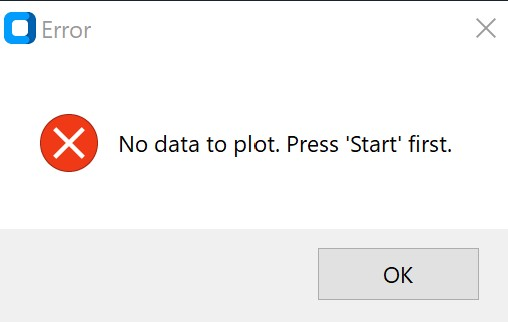 Error
No data to plot. Press 'Start' first.
OK